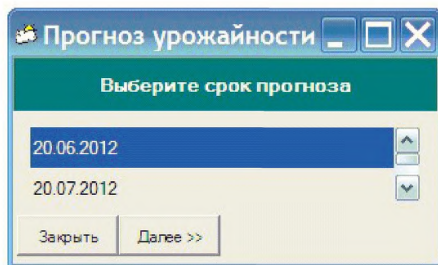 Прогноз урожайности
Выберите срок прогноза
20.06.2012
20.07.2012
Закрыть Далее >>